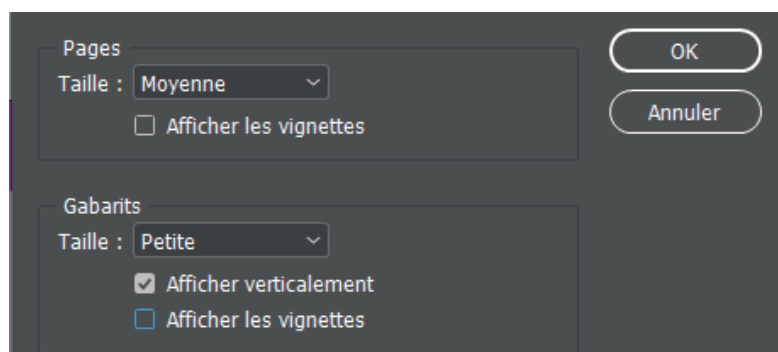 Pages
Taille : Moyenne
Afficher les vignettes
OK
Annuler
Gabarits
Taille : Petite
Afficher verticalement
Afficher les vignettes